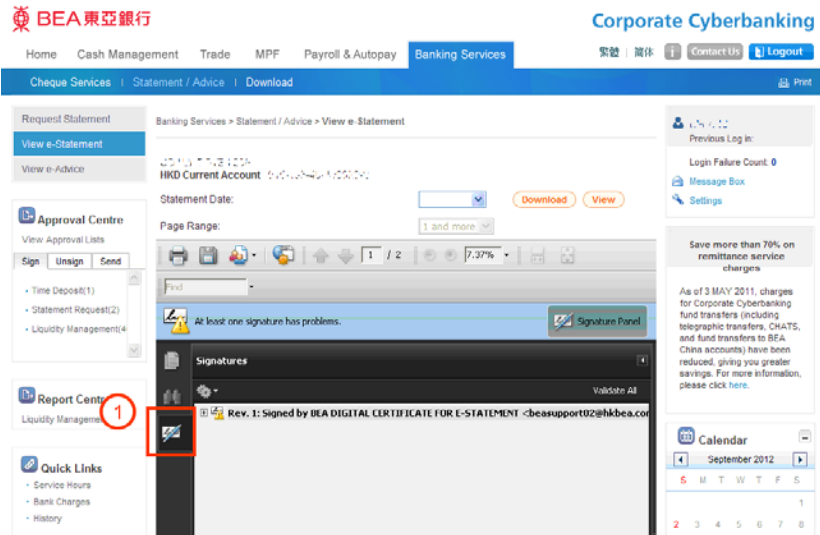 BEA東亞銀行
Corporate Cyberbanking
Home Cash Management Trade MPF Payroll & Autopay Banking Services
繁體 | 简体 i Contact Us Logout
Cheque Services | Statement / Advice | Download
Print
Request Statement
View e-Statement
View e-Advice
Approval Centre
View Approval Lists
Sign Unsign Send
Time Deposit(1)
Statement Request(2)
Liquidity Management(4
Report Cent
Liquidity Manageme
1
Quick Links
Service Hours
Bank Charges
History
Banking Services > Statement / Advice > View e-Statement
HKD Current Account
Statement Date:
Download View
Page Range:
1 and more
1 / 2 7.37%
Find
At least one signature has problems.
Signature Panel
Signatures
Validate All
Rev. 1: Signed by BEA DIGITAL CERTIFICATE FOR E-STATEMENT <beasupport02@hkbea.cor
Previous Log in:
Login Failure Count: 0
Message Box
Settings
Save more than 70% on
remittance service
charges
As of 3 MAY 2011, charges
for Corporate Cyberbanking
fund transfers (including
telegraphic transfers, CHATS,
and fund transfers to BEA
China accounts) have been
reduced, giving you greater
savings. For more information,
please click here.
Calendar
September 2012
S M T W T F S
1
2 3 4 5 6 7 8